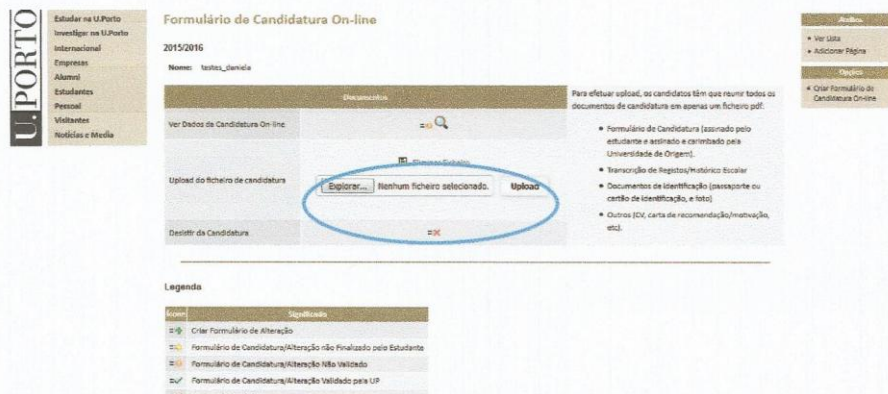 U.PORTO
Estudar na U.Porto
Investigar na U.Porto
Internacional
Empresas
Alumni
Estudantes
Pessoal
Visitantes
Notícias e Media
Formulário de Candidatura On-line
2015/2016
Nome: testes_daniela
Documentos
Ver Dados de Candidatura On-line
Upload do ficheiro de candidatura
Eliminar Ficheiro
Explorar... Nenhum ficheiro selecionado. Upload
Desistir da Candidatura
Para efetuar upload, os candidatos têm que reunir todos os
documentos de candidatura em apenas um ficheiro pdf:
Formulário de Candidatura (assinado pelo
estudante e assinado e carimbado pela
Universidade de Origem).
Transcrição de Registos/Histórico Escolar
Documentos de Identificação (passaporte ou
cartão de identificação, e foto)
Outros (CV, carta de recomendação/motivação,
etc).
Atalhos
Ver Lista
Adicionar Página
Opções
Criar Formulário de
Candidatura On-line
Legenda
Ícone Significado
Criar Formulário de Alteração
Formulário de Candidatura/Alteração não Finalizado pelo Estudante
Formulário de Candidatura/Alteração Não Validado
Formulário de Candidatura/Alteração Validado pela UP